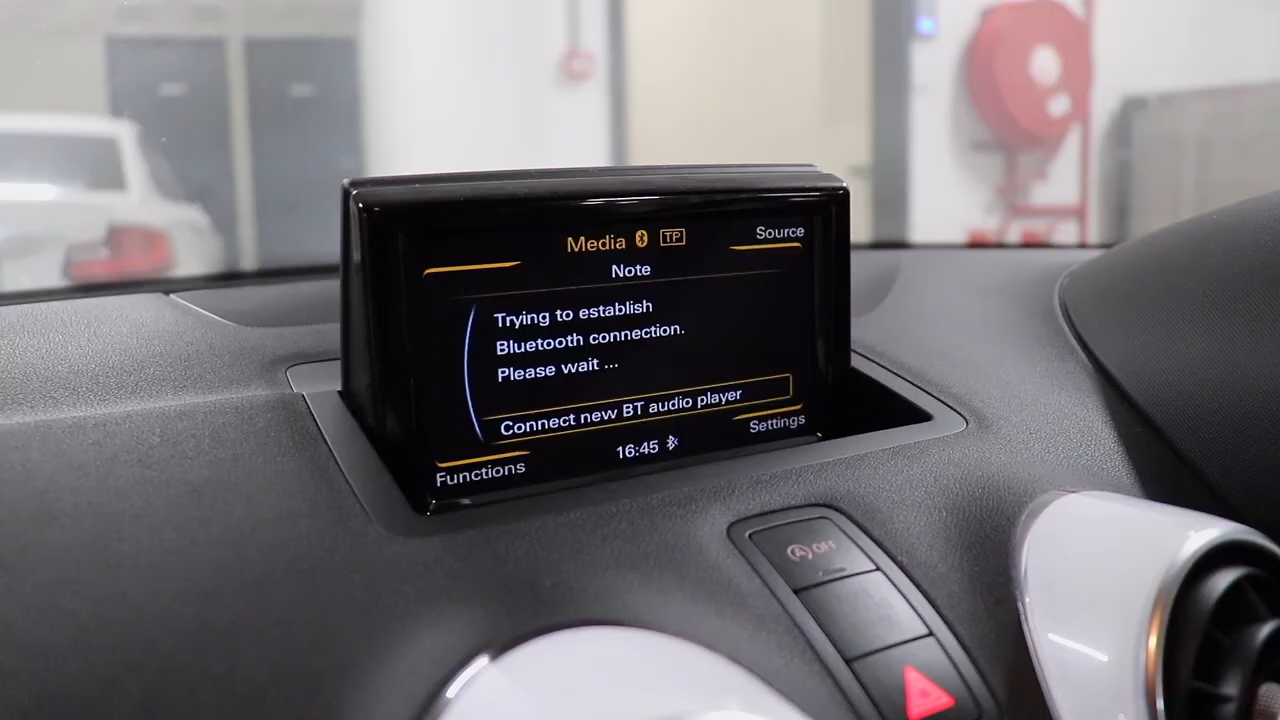 Media TP
Source
Note
Trying to establish
Bluetooth connection.
Please wait ...
Connect new BT audio player
Settings
16:45
Functions
A OFF